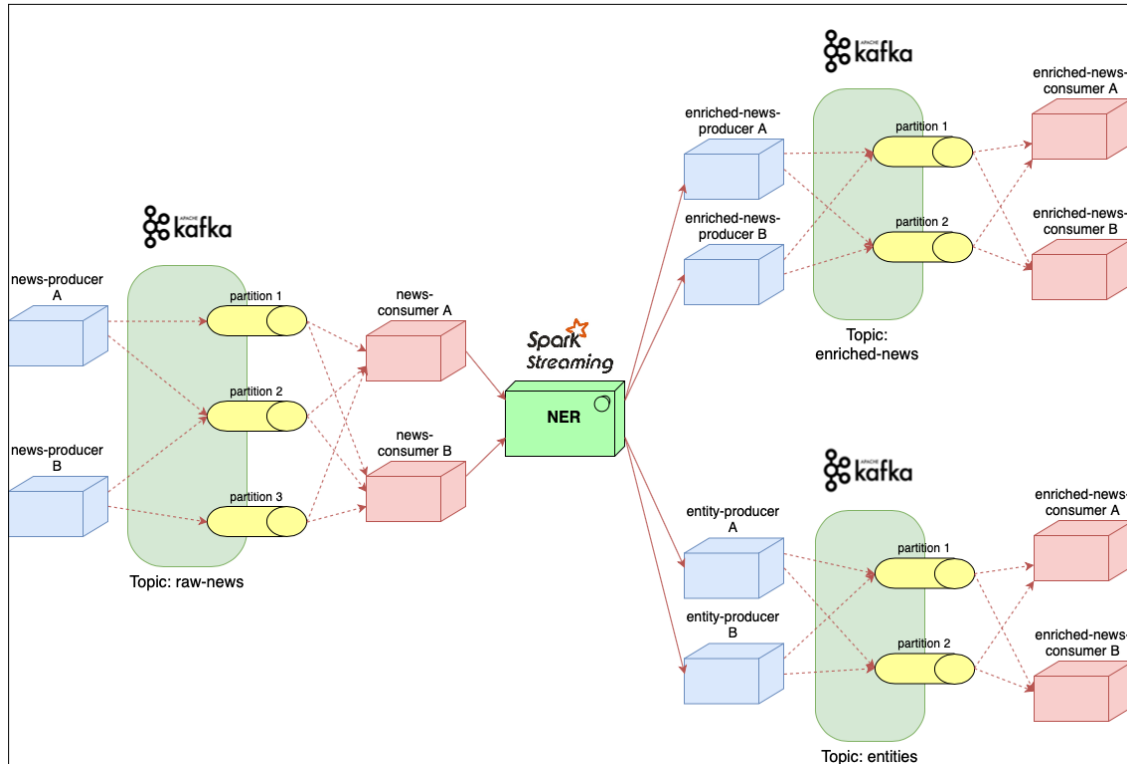 APACHE
kafka
news-producer
A
news-producer
B
partition 1
partition 2
partition 3
Topic: raw-news
news-
consumer A
news-
consumer B
Spark
Streaming
NER
APACHE
kafka
enriched-news-
producer A
enriched-news-
producer B
partition 1
partition 2
Topic:
enriched-news
enriched-news-
consumer A
enriched-news-
consumer B
APACHE
kafka
entity-producer
A
entity-producer
B
partition 1
partition 2
Topic: entities
enriched-news-
consumer A
enriched-news-
consumer B